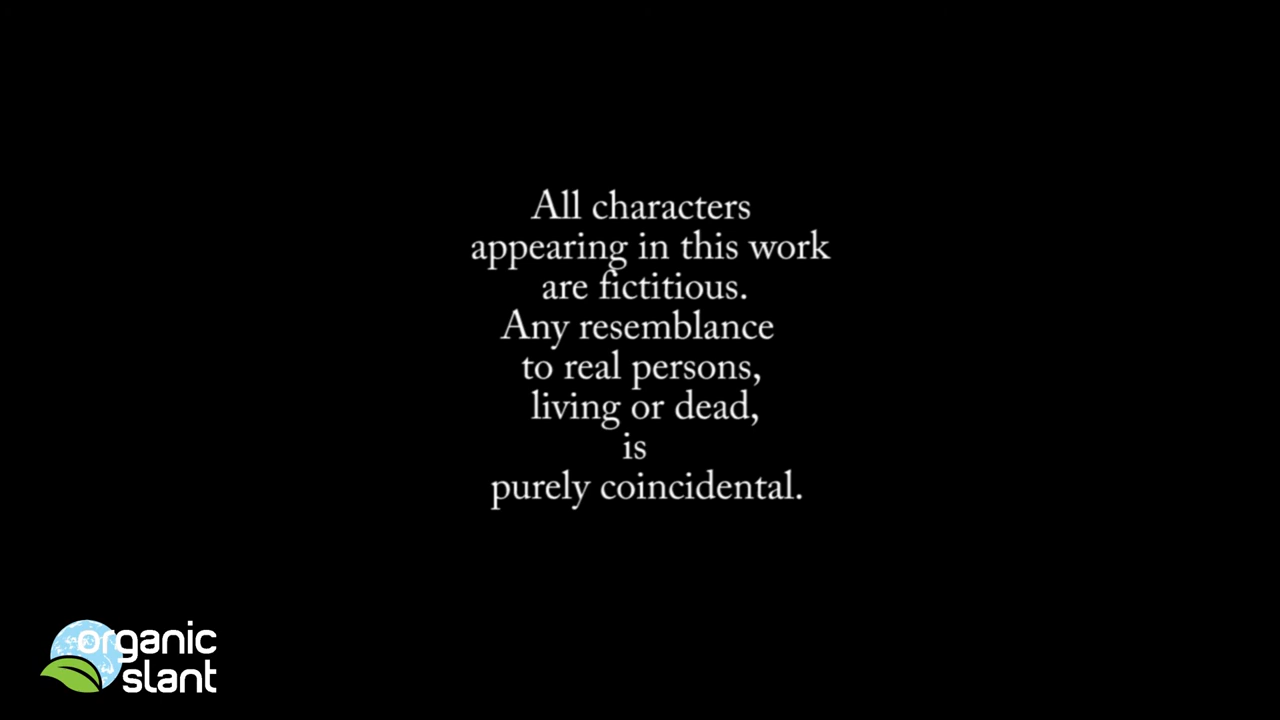 All characters
appearing in this work
are fictitious.
Any resemblance
to real persons,
living or dead,
is
purely coincidental.
organic
slant